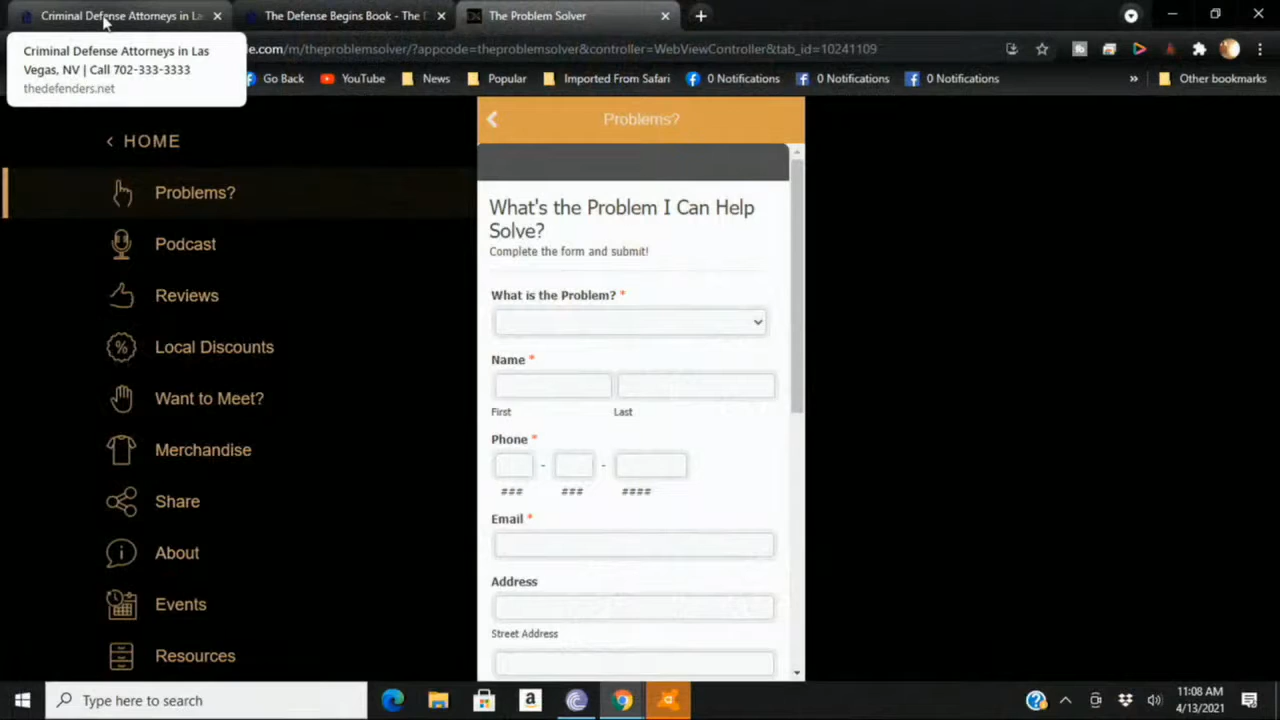 Criminal Defense Attorneys in La
The Defense Begins Book - The D
The Problem Solver
Criminal Defense Attorneys in Las
Vegas, NV | Call 702-333-3333
thedefenders.net
le.com/m/theproblemsolver/?appcode=theproblemsolver&controller=WebViewController&tab_id=10241109
Go Back
YouTube
News
Popular
Imported From Safari
0 Notifications
0 Notifications
0 Notifications
»
Other bookmarks
< HOME
Problems?
Podcast
Reviews
Local Discounts
Want to Meet?
Merchandise
Share
About
Events
Resources
Problems?
What's the Problem I Can Help
Solve?
Complete the form and submit!
What is the Problem? *
Name *
First
Last
Phone *
- -
### ### ####
Email *
Address
Street Address
Type here to search
11:08 AM
4/13/2021